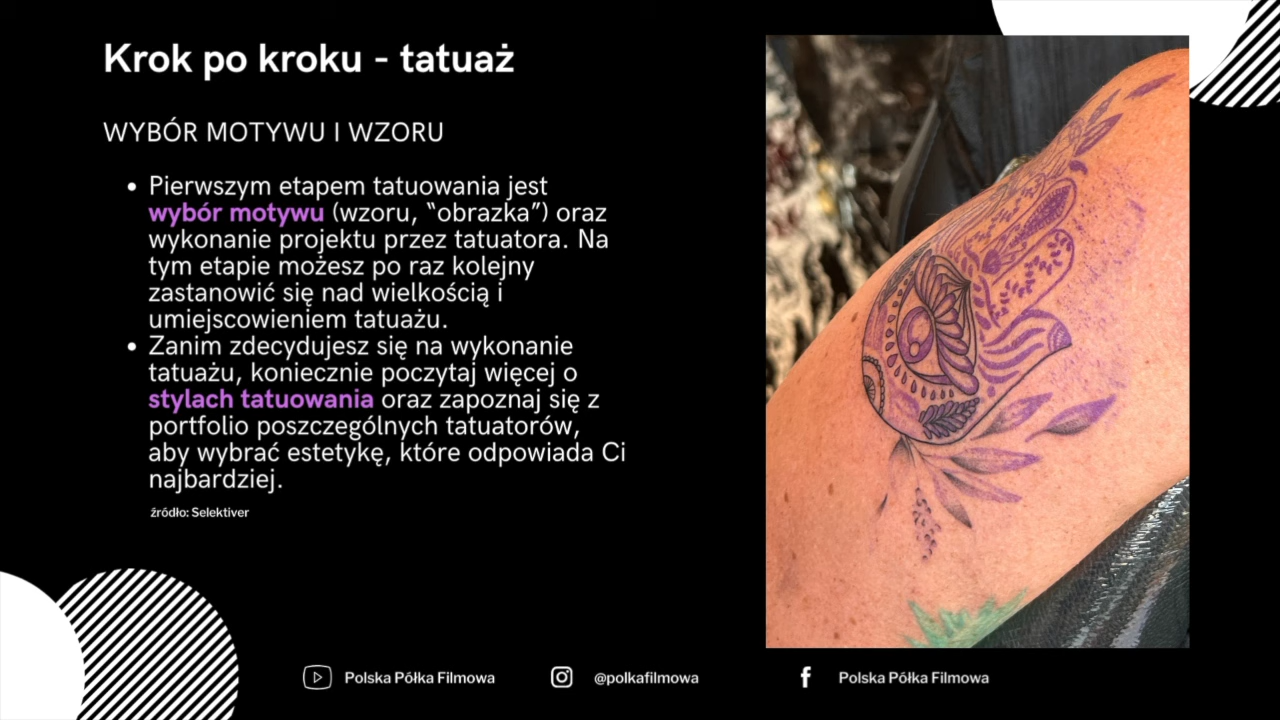 Krok po kroku - tatuaż
WYBÓR MOTYWU I WZORU
• Pierwszym etapem tatuowania jest
wybór motywu (wzoru, “obrazka”) oraz
wykonanie projektu przez tatuatora. Na
tym etapie możesz po raz kolejny
zastanowić się nad wielkością i
umiejscowieniem tatuażu.
• Zanim zdecydujesz się na wykonanie
tatuażu, koniecznie poczytaj więcej o
stylach tatuowania oraz zapoznaj się z
portfolio poszczególnych tatuatorów,
aby wybrać estetykę, które odpowiada Ci
najbardziej.
źródło: Selektiver
Polska Półka Filmowa
@polkafilmowa
Polska Półka Filmowa